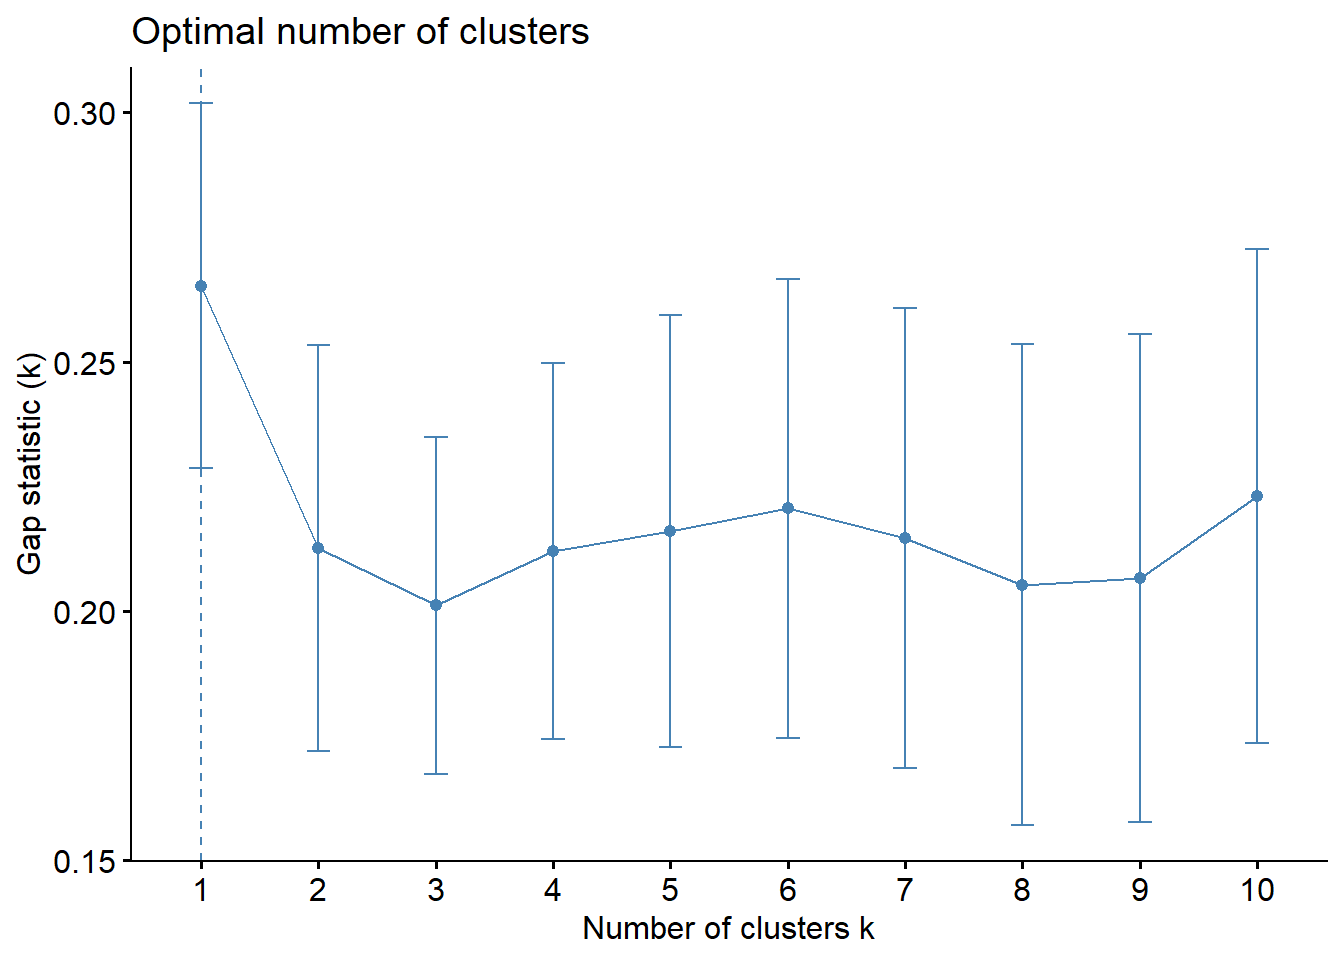 Optimal number of clusters
Gap statistic (k)
0.30
0.25
0.20
0.15
1 2 3 4 5 6 7 8 9 10
Number of clusters k